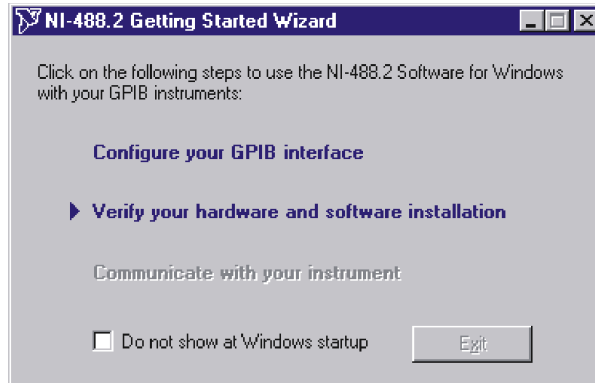 NI-488.2 Getting Started Wizard
Click on the following steps to use the NI-488.2 Software for Windows
with your GPIB instruments:
Configure your GPIB interface
Verify your hardware and software installation
Communicate with your instrument
Do not show at Windows startup
Exit